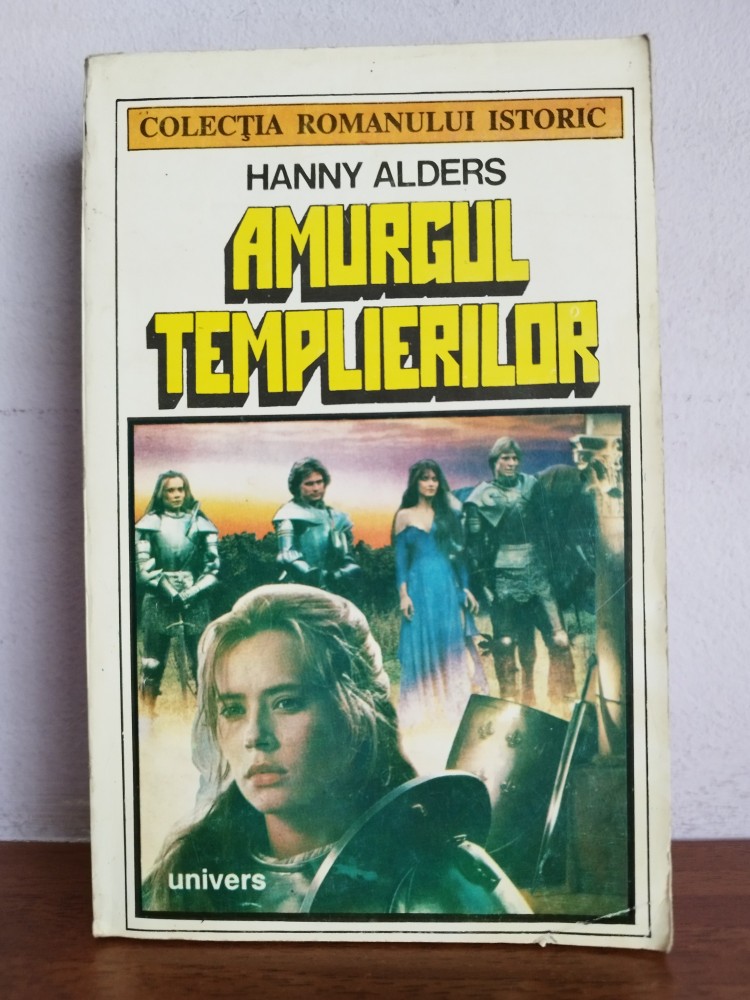 COLECŢIA ROMANULUI ISTORIC
HANNY ALDERS
AMURGUL
TEMPLIERILOR
univers